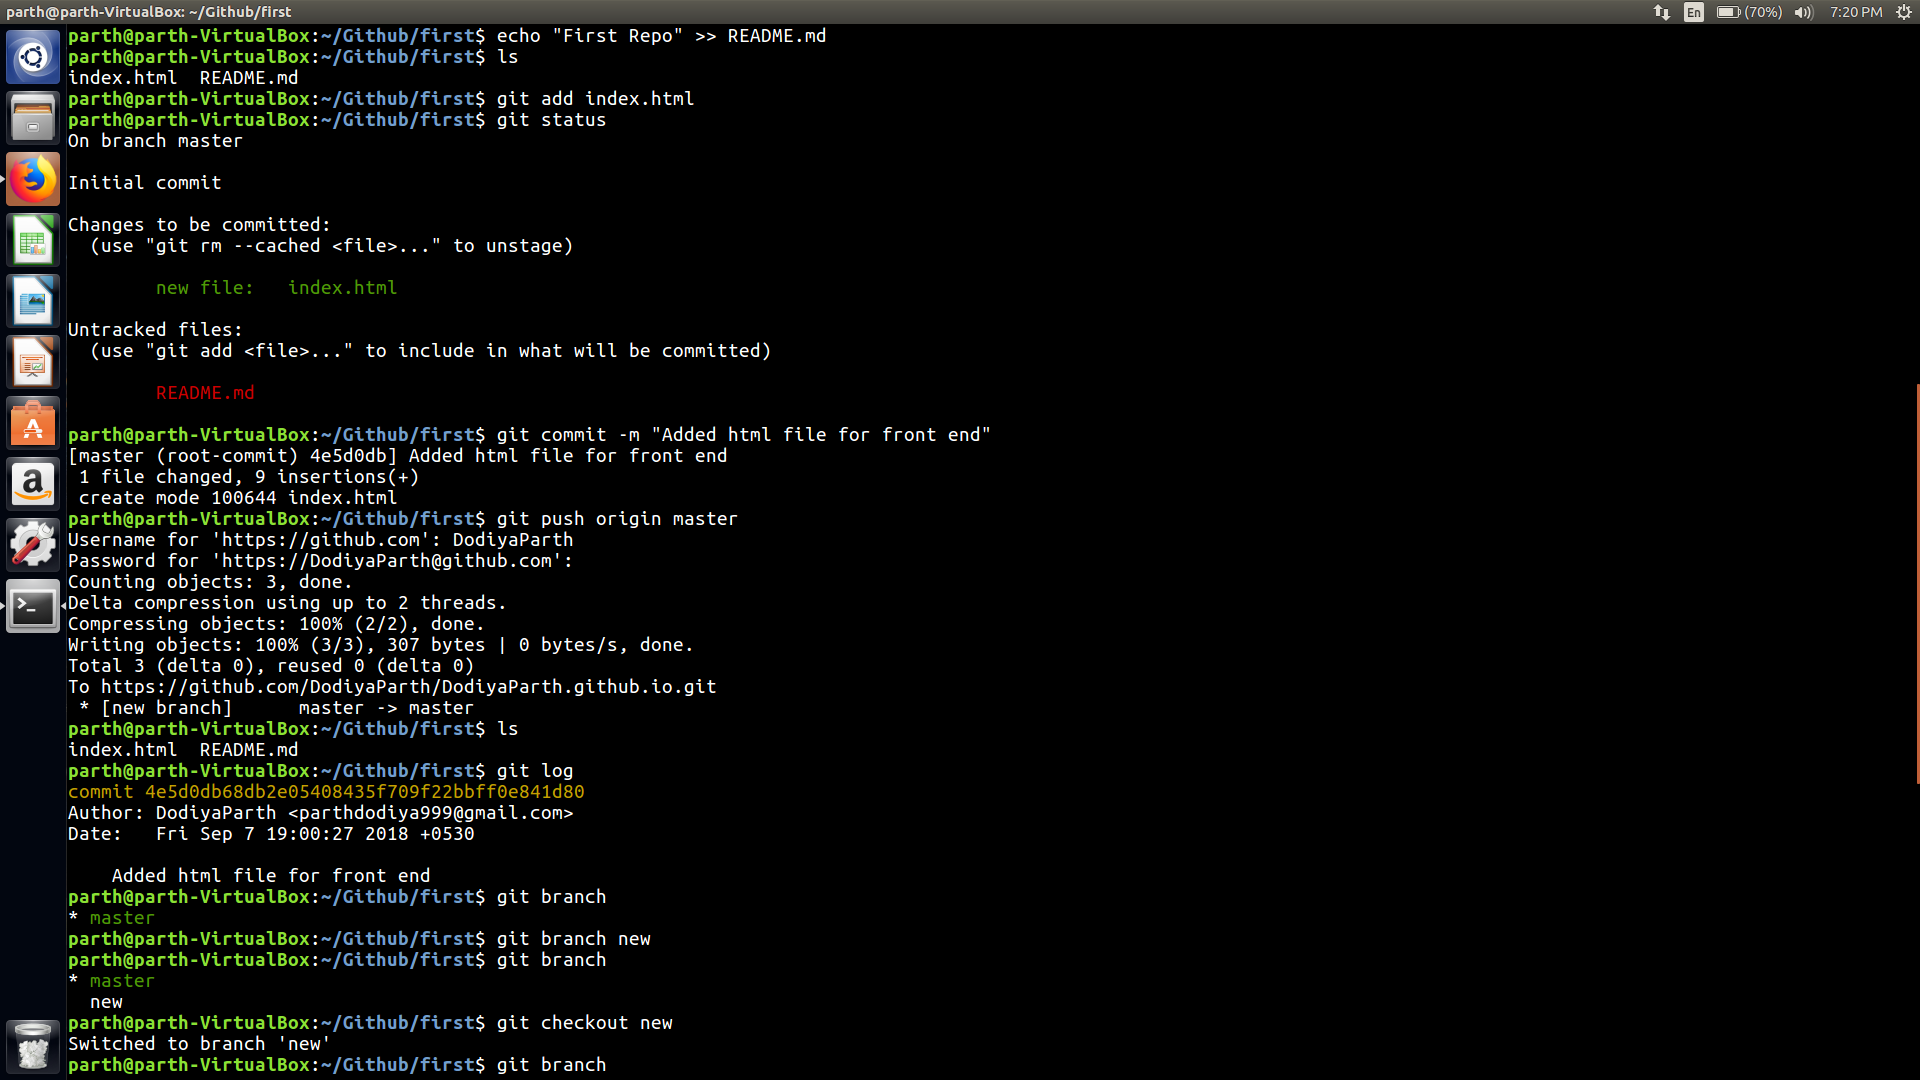 parth@parth-VirtualBox: ~/Github/first
En (70%) 7:20 PM
parth@parth-VirtualBox:~/Github/first$ echo "First Repo" >> README.md
parth@parth-VirtualBox:~/Github/first$ ls
index.html  README.md
parth@parth-VirtualBox:~/Github/first$ git add index.html
parth@parth-VirtualBox:~/Github/first$ git status
On branch master
Initial commit
Changes to be committed:
  (use "git rm --cached <file>..." to unstage)
        new file:   index.html
Untracked files:
  (use "git add <file>..." to include in what will be committed)
        README.md
parth@parth-VirtualBox:~/Github/first$ git commit -m "Added html file for front end"
[master (root-commit) 4e5d0db] Added html file for front end
 1 file changed, 9 insertions(+)
 create mode 100644 index.html
parth@parth-VirtualBox:~/Github/first$ git push origin master
Username for 'https://github.com': DodiyaParth
Password for 'https://DodiyaParth@github.com':
Counting objects: 3, done.
Delta compression using up to 2 threads.
Compressing objects: 100% (2/2), done.
Writing objects: 100% (3/3), 307 bytes | 0 bytes/s, done.
Total 3 (delta 0), reused 0 (delta 0)
To https://github.com/DodiyaParth/DodiyaParth.github.io.git
 * [new branch]      master -> master
parth@parth-VirtualBox:~/Github/first$ ls
index.html  README.md
parth@parth-VirtualBox:~/Github/first$ git log
commit 4e5d0db68db2e05408435f709f22bbff0e841d80
Author: DodiyaParth <parthdodiya999@gmail.com>
Date:   Fri Sep 7 19:00:27 2018 +0530
    Added html file for front end
parth@parth-VirtualBox:~/Github/first$ git branch
* master
parth@parth-VirtualBox:~/Github/first$ git branch new
parth@parth-VirtualBox:~/Github/first$ git branch
* master
  new
parth@parth-VirtualBox:~/Github/first$ git checkout new
Switched to branch 'new'
parth@parth-VirtualBox:~/Github/first$ git branch